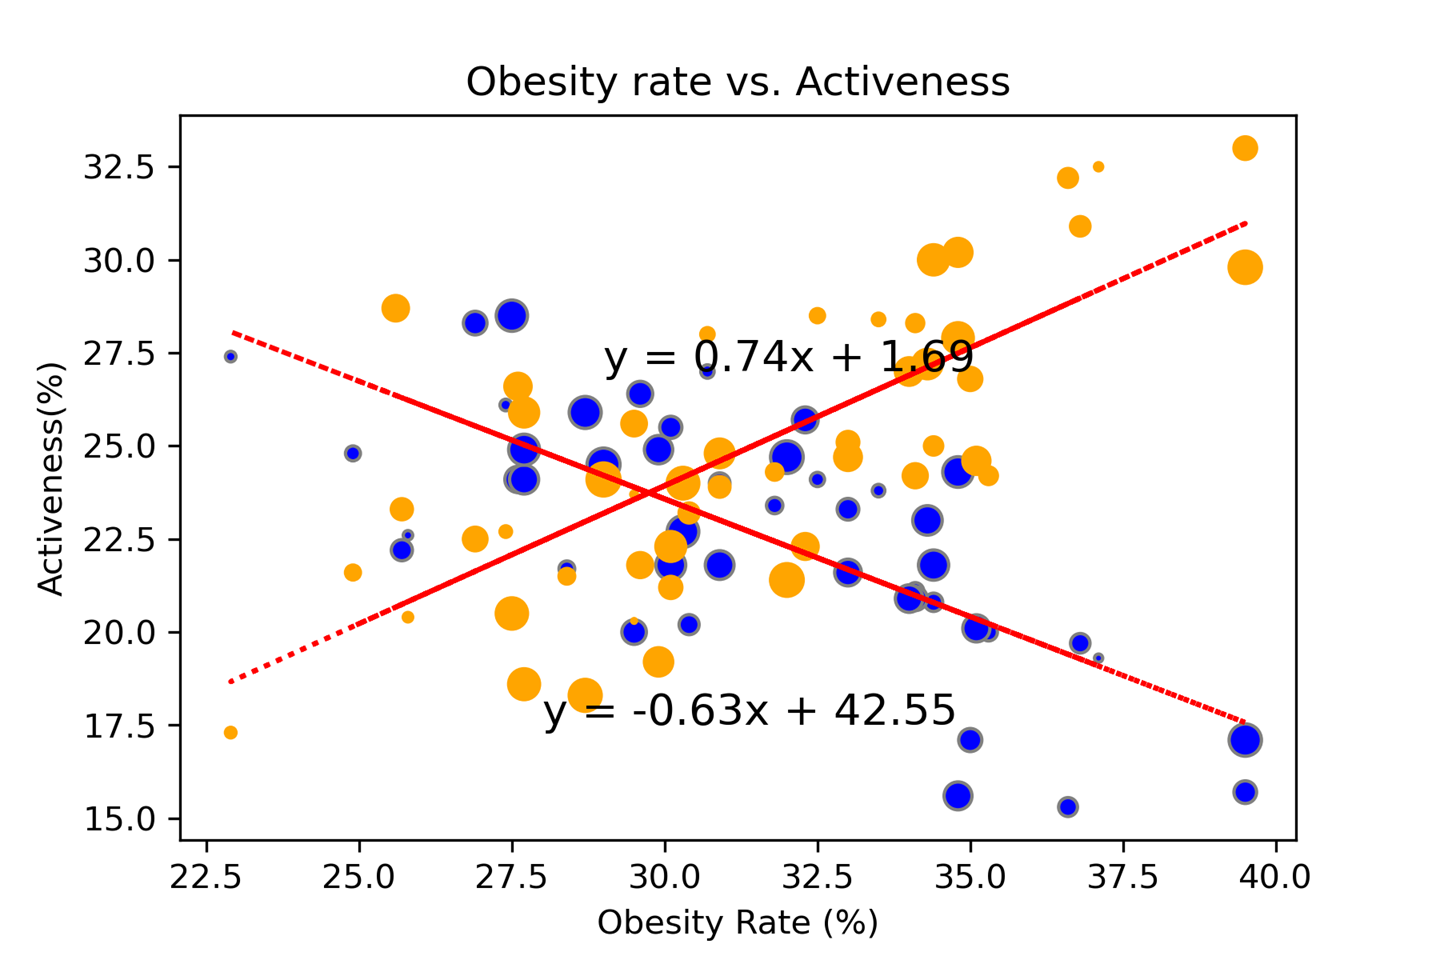 Obesity rate vs. Activeness
32.5
30.0
27.5
25.0
22.5
20.0
17.5
15.0
Activeness(%)
y = 0.74x + 1.69
y = -0.63x + 42.55
22.5 25.0 27.5 30.0 32.5 35.0 37.5 40.0
Obesity Rate (%)